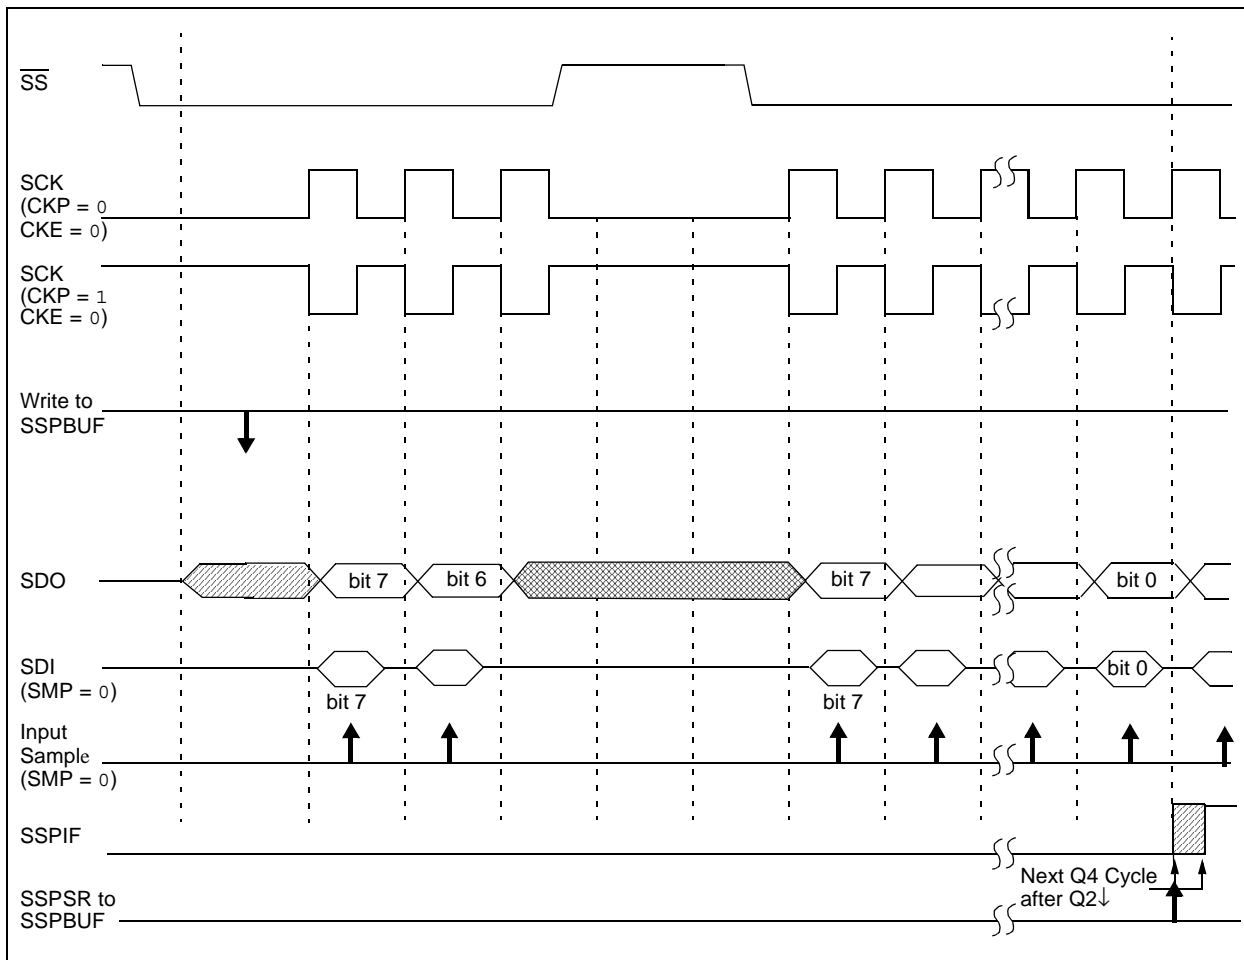 SS
SCK
(CKP = 0
CKE = 0)
SCK
(CKP = 1
CKE = 0)
Write to
SSPBUF
SDO
bit 7
bit 6
bit 7
bit 0
SDI
(SMP = 0)
bit 7
bit 7
bit 0
Input
Sample
(SMP = 0)
SSPIF
Next Q4 Cycle
after Q2↓
SSPSR to
SSPBUF